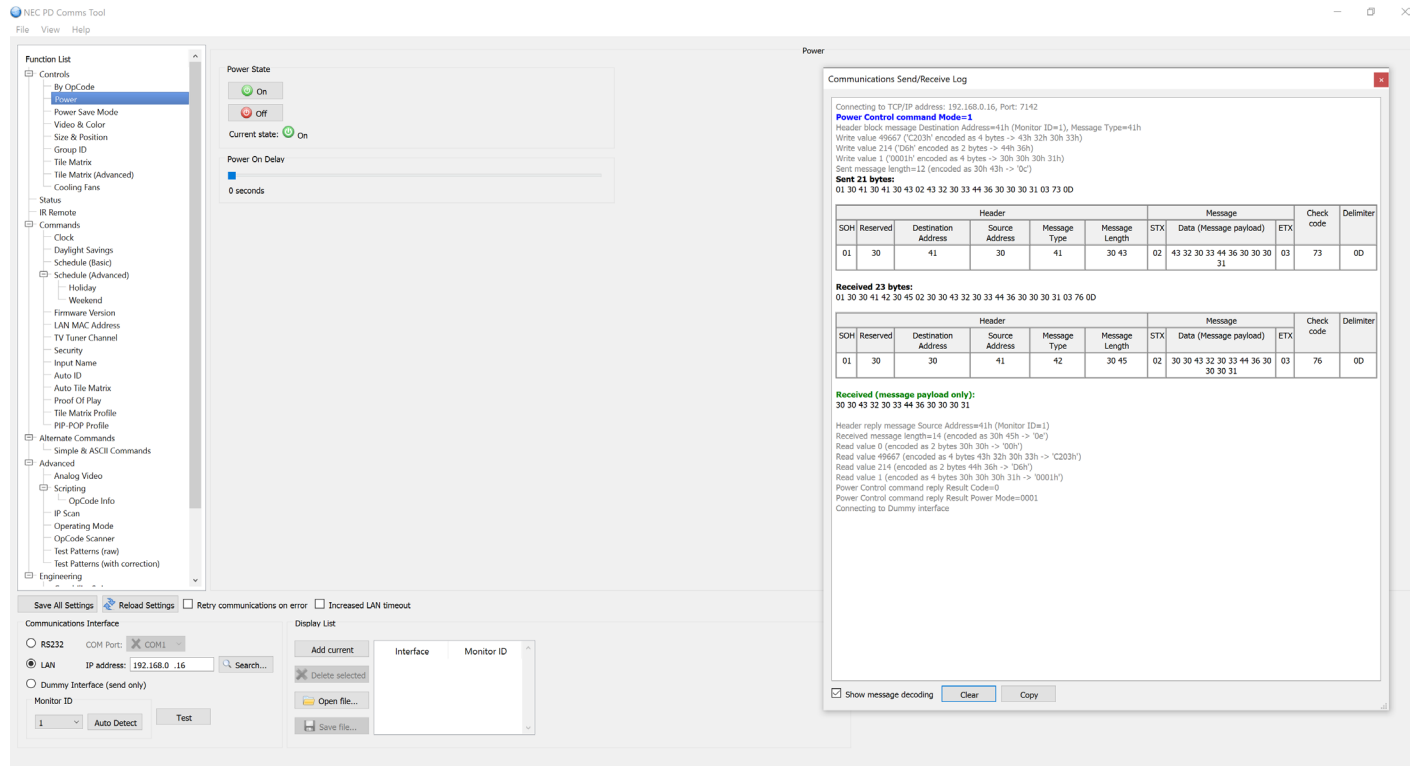 NEC PD Comms Tool
File View Help
Function List
Controls
By OpCode
Power
Power Save Mode
Video & Color
Size & Position
Group ID
Tile Matrix
Tile Matrix (Advanced)
Cooling Fans
Status
IR Remote
Commands
Clock
Daylight Savings
Schedule (Basic)
Schedule (Advanced)
Holiday
Weekend
Firmware Version
LAN MAC Address
TV Tuner Channel
Security
Input Name
Auto ID
Auto Tile Matrix
Proof Of Play
Tile Matrix Profile
PIP-POP Profile
Alternate Commands
Simple & ASCII Commands
Advanced
Analog Video
Scripting
OpCode Info
IP Scan
Operating Mode
OpCode Scanner
Test Patterns (raw)
Test Patterns (with correction)
Engineering
Power
Power State
On
Off
Current state: On
Power On Delay
0 seconds
Communications Send/Receive Log
Connecting to TCP/IP address: 192.168.0.16, Port: 7142
Power Control command Mode=1
Header block message Destination Address=41h (Monitor ID=1), Message Type=41h
Write value 49667 ('C203h' encoded as 4 bytes -> 43h 32h 30h 33h)
Write value 214 ('D6h' encoded as 2 bytes -> 44h 36h)
Write value 1 ('0001h' encoded as 4 bytes -> 30h 30h 30h 31h)
Sent message length=12 (encoded as 30h 43h -> '0c')
Sent 21 bytes:
01 30 41 30 41 30 43 02 43 32 30 33 44 36 30 30 30 31 03 73 0D
Header Message Check code Delimiter
SOH Reserved Destination Address Source Address Message Type Message Length STX Data (Message payload) ETX
01 30 41 30 41 30 43 02 43 32 30 33 44 36 30 30 30 31 03 73 0D
Received 23 bytes:
01 30 30 41 42 30 45 02 30 30 43 32 30 33 44 36 30 30 30 31 03 76 0D
Header Message Check code Delimiter
SOH Reserved Destination Address Source Address Message Type Message Length STX Data (Message payload) ETX
01 30 30 41 42 30 45 02 30 30 43 32 30 33 44 36 30 30 30 31 03 76 0D
Received (message payload only):
30 30 43 32 30 33 44 36 30 30 30 31
Header reply message Source Address=41h (Monitor ID=1)
Received message length=14 (encoded as 30h 45h -> '0e')
Read value 0 (encoded as 2 bytes 30h 30h -> '00h')
Read value 49667 (encoded as 4 bytes 43h 32h 30h 33h -> 'C203h')
Read value 214 (encoded as 2 bytes 44h 36h -> 'D6h')
Read value 1 (encoded as 4 bytes 30h 30h 30h 31h -> '0001h')
Power Control command reply Result Code=0
Power Control command reply Result Power Mode=0001
Connecting to Dummy interface
Show message decoding Clear Copy
Save All Settings Reload Settings Retry communications on error Increased LAN timeout
Communications Interface
RS232 COM Port: COM1
LAN IP address: 192.168.0 .16 Search...
Dummy Interface (send only)
Monitor ID
1 Auto Detect Test
Display List
Add current
Delete selected
Open file...
Save file...
Interface Monitor ID